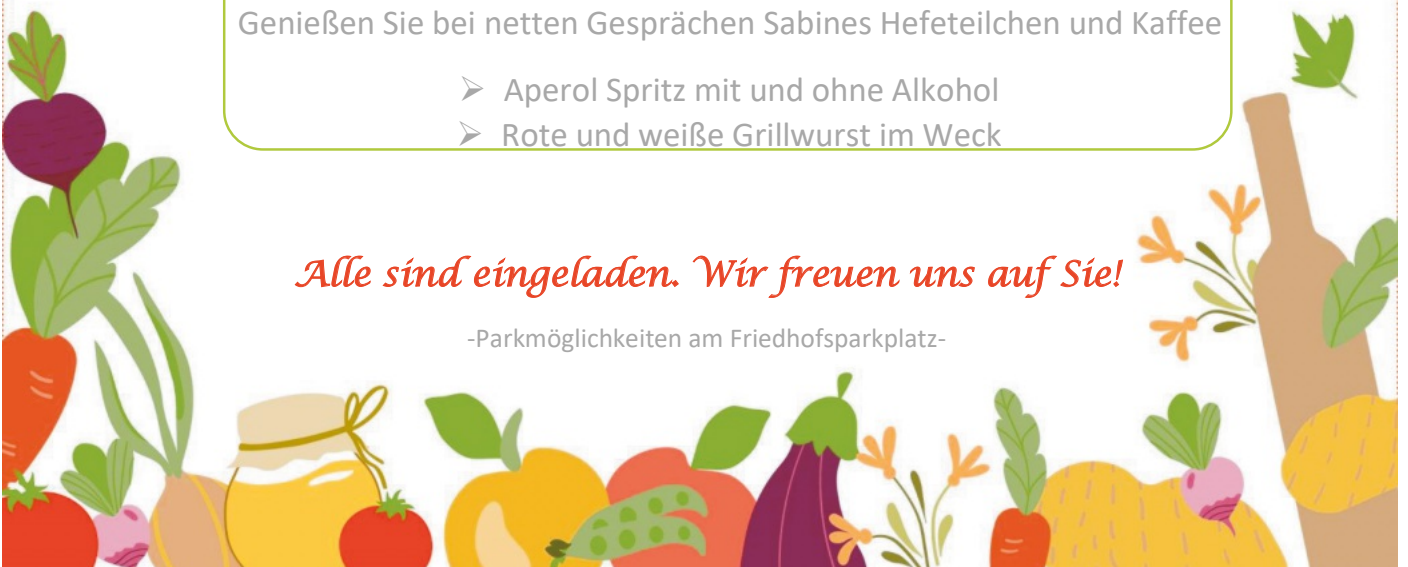 Genießen Sie bei netten Gesprächen Sabines Hefeteilchen und Kaffee
➢ Aperol Spritz mit und ohne Alkohol
➢ Rote und weiße Grillwurst im Weck
Alle sind eingeladen. Wir freuen uns auf Sie!
-Parkmöglichkeiten am Friedhofsparkplatz-